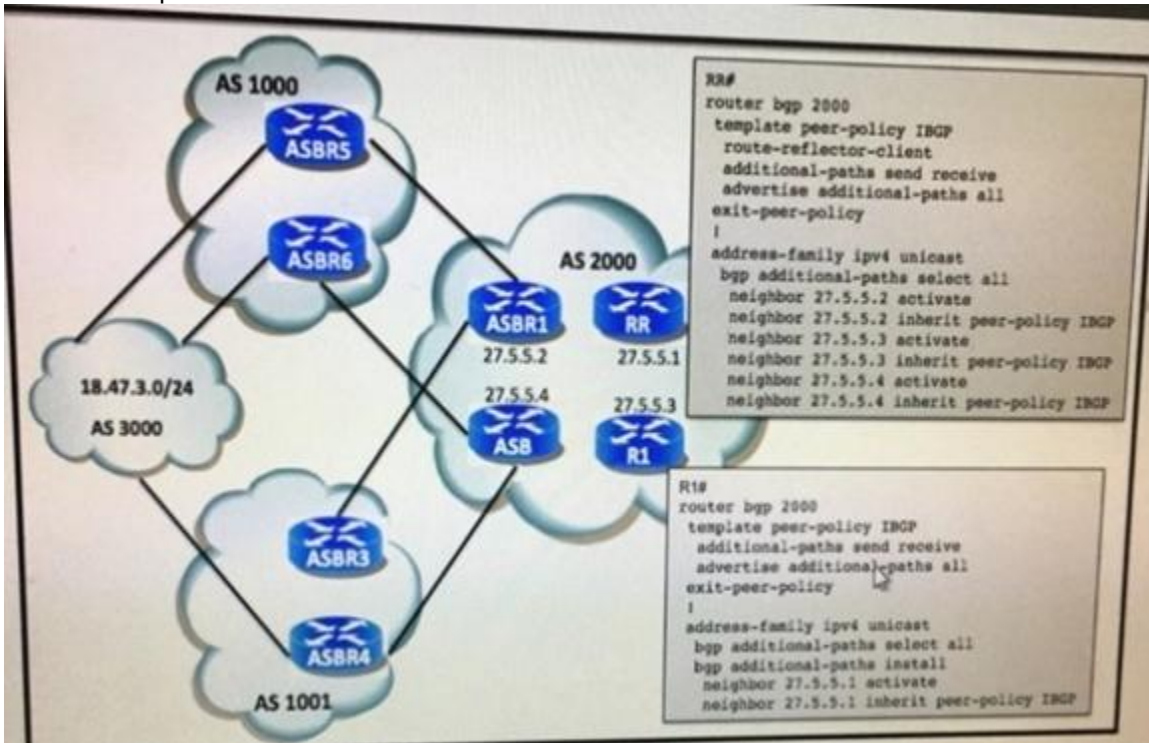 AS 1000
ASBR5
ASBR6
AS 2000
ASBR1
RR
27.5.5.2
27.5.5.1
27.5.5.4
27.5.5.3
ASB
R1
18.47.3.0/24
AS 3000
ASBR3
ASBR4
AS 1001
RR#
router bgp 2000
template peer-policy IBGP
route-reflector-client
additional-paths send receive
advertise additional-paths all
exit-peer-policy
!
address-family ipv4 unicast
bgp additional-paths select all
neighbor 27.5.5.2 activate
neighbor 27.5.5.2 inherit peer-policy IBGP
neighbor 27.5.5.3 activate
neighbor 27.5.5.3 inherit peer-policy IBGP
neighbor 27.5.5.4 activate
neighbor 27.5.5.4 inherit peer-policy IBGP
R1#
router bgp 2000
template peer-policy IBGP
additional-paths send receive
advertise additional-paths all
exit-peer-policy
!
address-family ipv4 unicast
bgp additional-paths select all
bgp additional-paths install
neighbor 27.5.5.1 activate
neighbor 27.5.5.1 inherit peer-policy IBGP